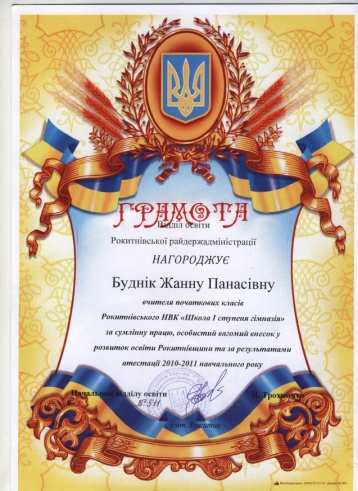 ГРАМОТА
Відділ освіти
Рокитнівської райдержадміністрації
НАГОРОДЖУЄ
Буднік Жанну Панасівну
вчителя початкових класів
Рокитнівського НВК «Школа І ступеня гімназія»
за сумлінну працю, особистий вагомий внесок у
розвиток освіти Рокитнівщини та за результатами
атестації 2010-2011 навчального року
Начальник відділу освіти
смт. Рокитне